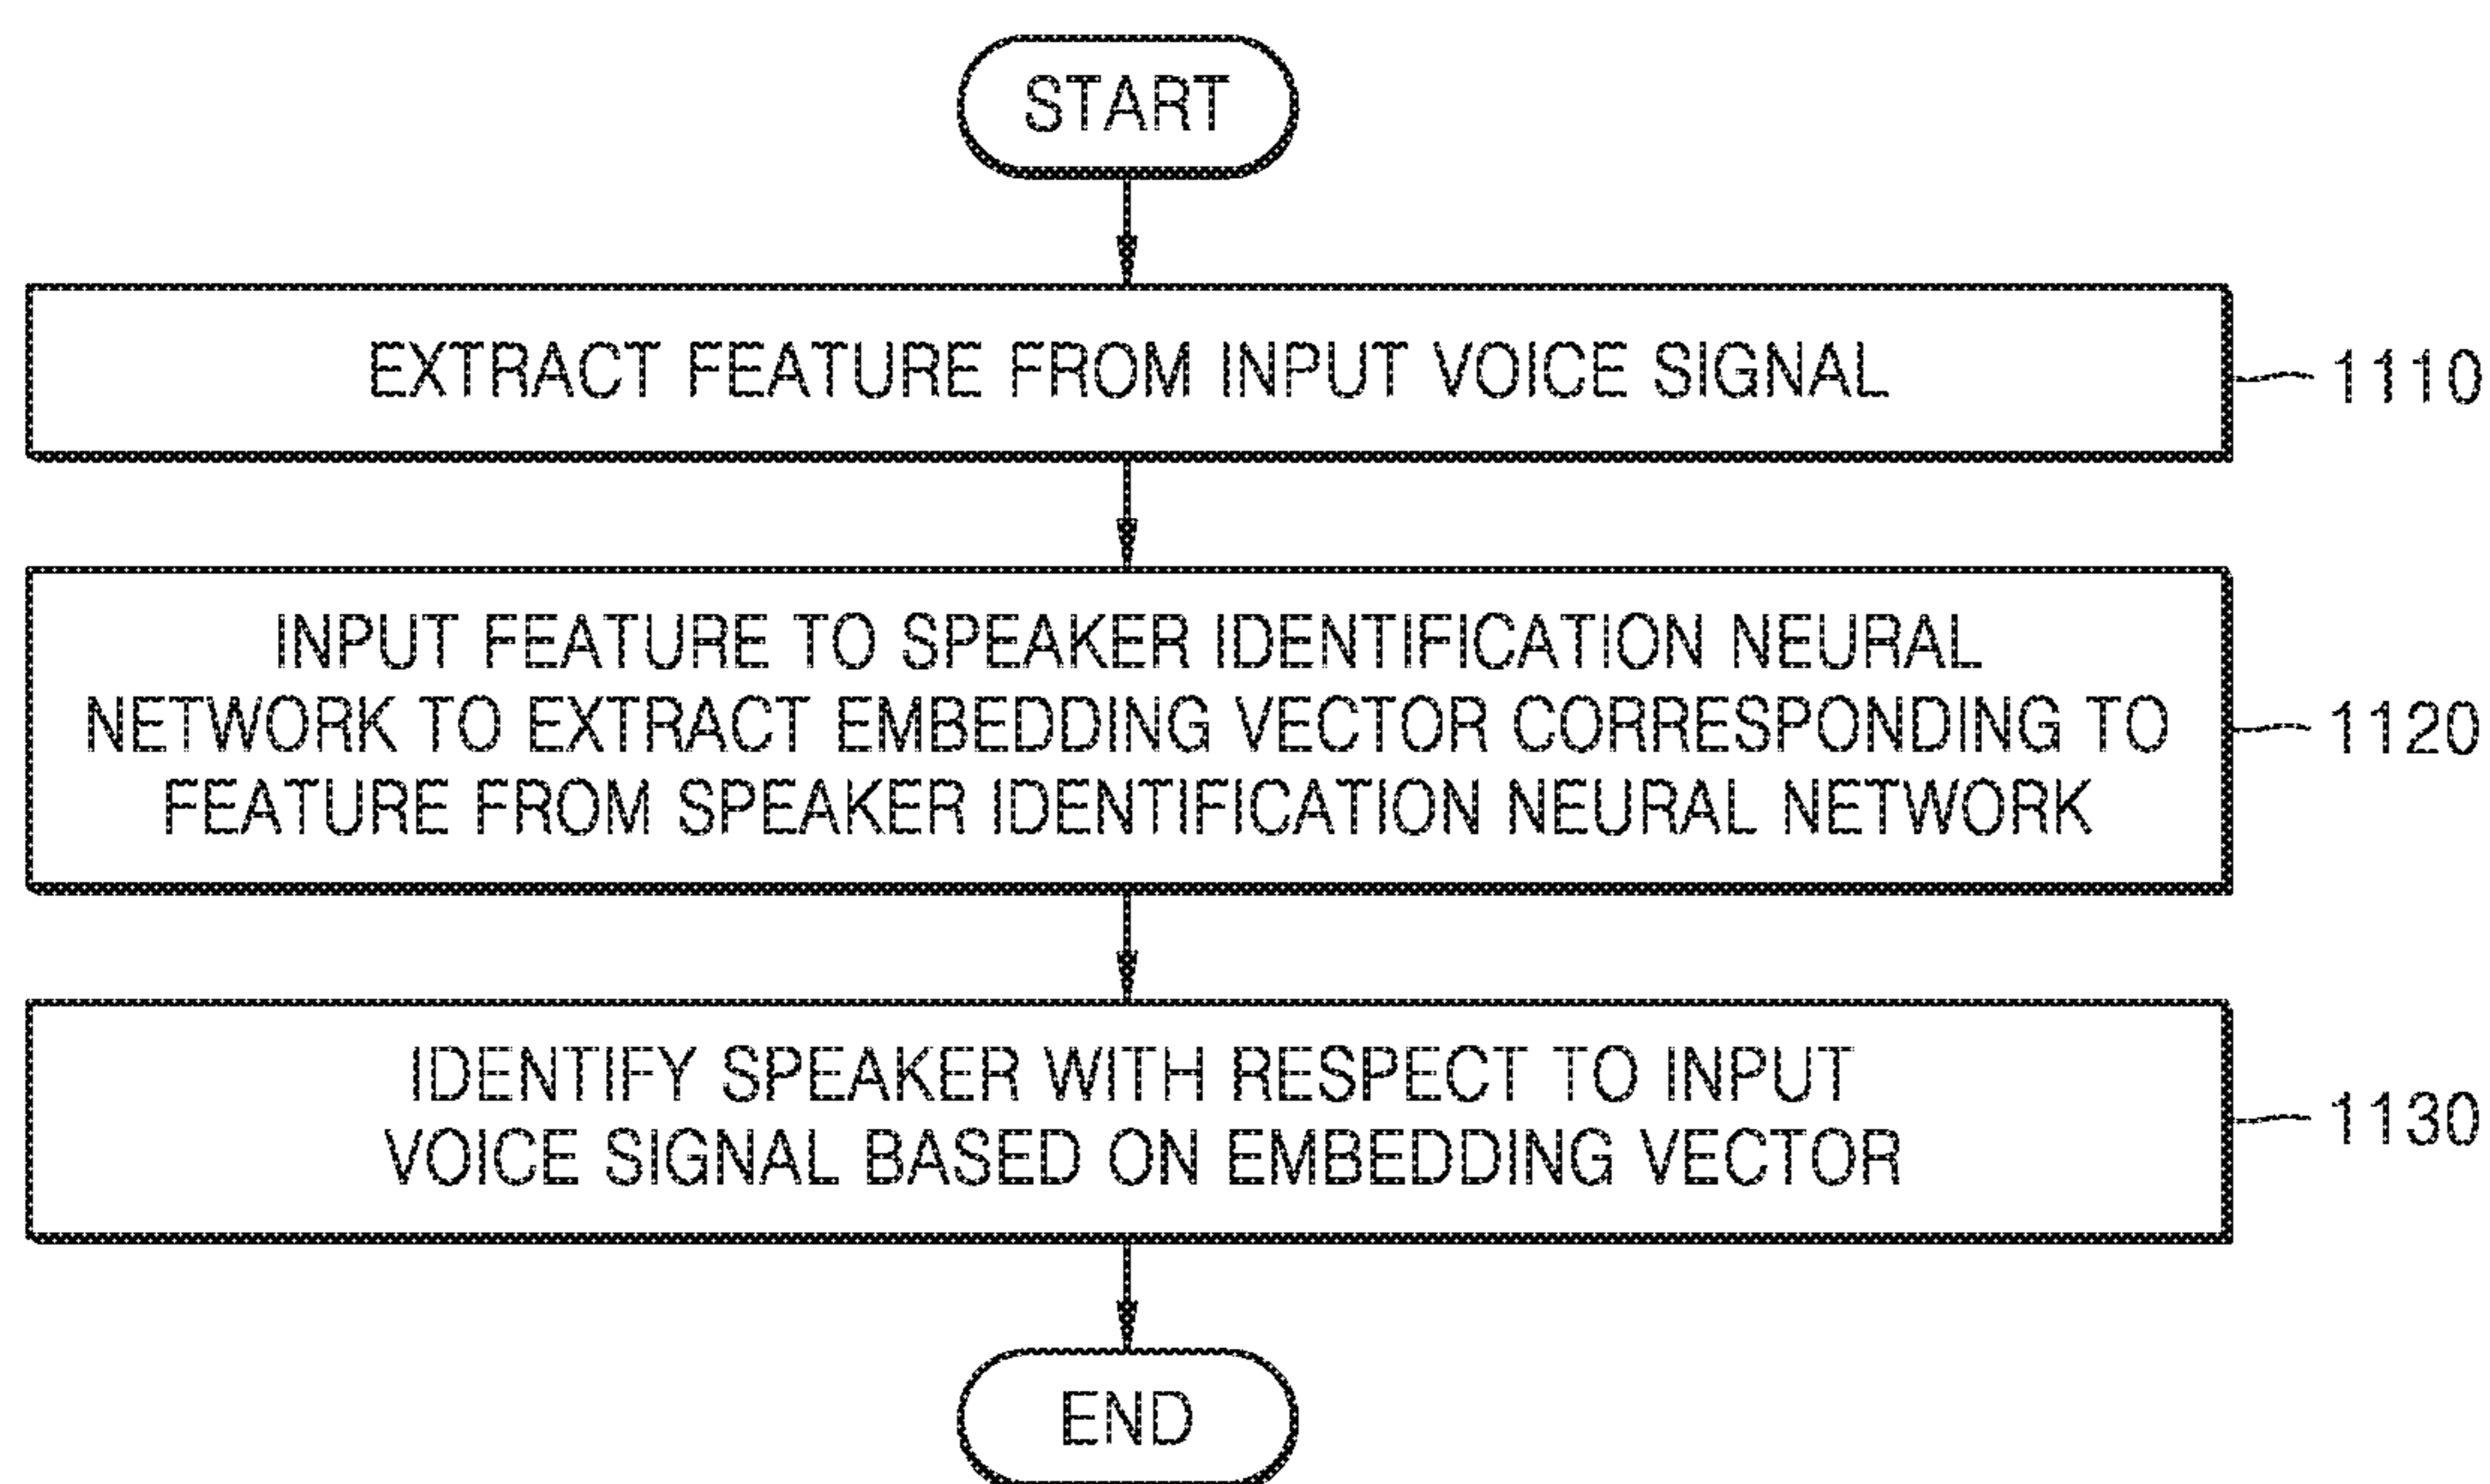 START
EXTRACT FEATURE FROM INPUT VOICE SIGNAL
1110
INPUT FEATURE TO SPEAKER IDENTIFICATION NEURAL
NETWORK TO EXTRACT EMBEDDING VECTOR CORRESPONDING TO
FEATURE FROM SPEAKER IDENTIFICATION NEURAL NETWORK
1120
IDENTIFY SPEAKER WITH RESPECT TO INPUT
VOICE SIGNAL BASED ON EMBEDDING VECTOR
1130
END